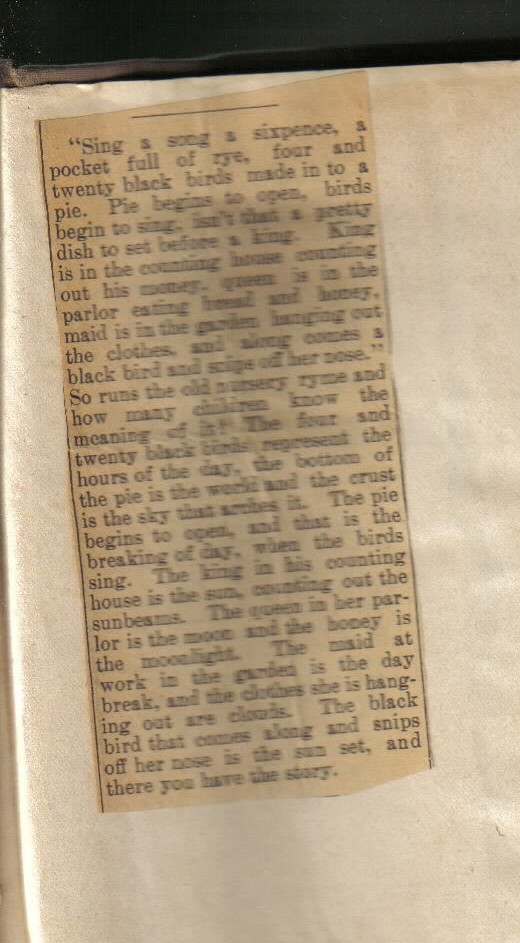 “Sing a song a sixpence, a
pocket full of rye, four and
twenty black birds made in to a
pie. Pie begins to open, birds
begin to sing, isn't that a pretty
dish to set before a king. King
is in the counting house counting
out his money, queen is in the
parlor eating bread and honey,
maid is in the garden hanging out
the clothes, and along comes a
black bird and snips off her nose.”
So runs the old nursery ryme and
how many children know the
meaning of it? The four and
twenty black birds represent the
hours of the day, the bottom of
the pie is the world and the crust
is the sky that arches it. The pie
begins to open, and that is the
breaking of day, when the birds
sing. The king in his counting
house is the sun, counting out the
sunbeams. The queen in her par-
lor is the moon and the honey is
the moonlight. The maid at
work in the garden is the day
break, and the clothes she is hang-
ing out are clouds. The black
bird that comes along and snips
off her nose is the sun set, and
there you have the story.